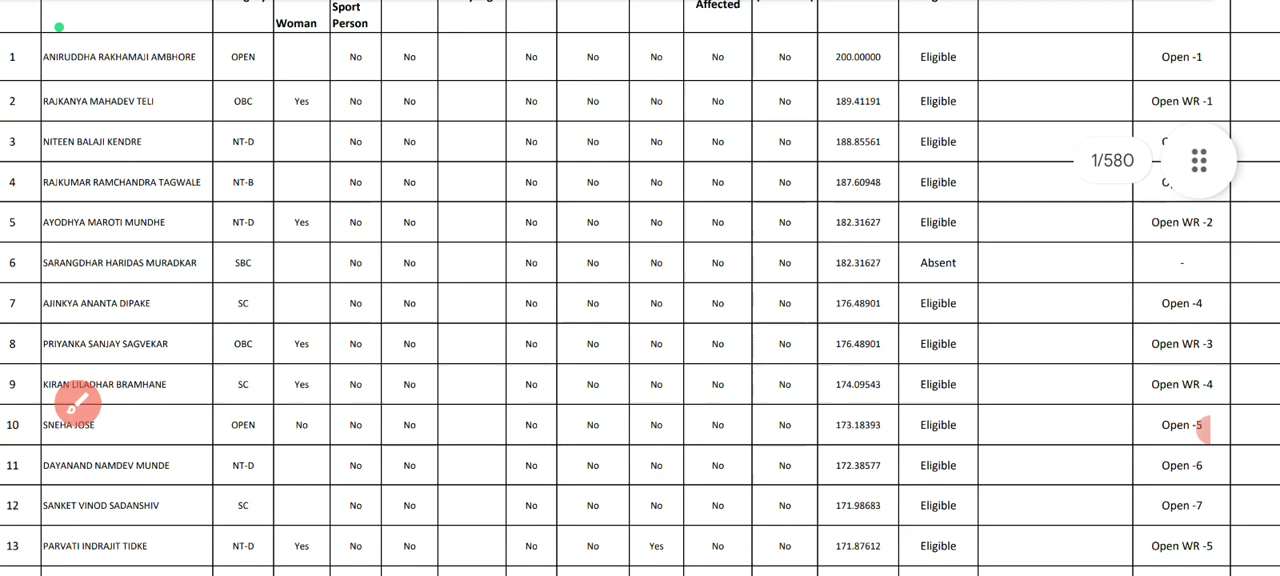 Sport Affected
Woman Person
1 ANIRUDDHA RAKHAMAJI AMBHORE OPEN No No No No No No No 200.00000 Eligible Open -1
2 RAJKANYA MAHADEV TELI OBC Yes No No No No No No No 189.41191 Eligible Open WR -1
3 NITEEN BALAJI KENDRE NT-D No No No No No No No 188.85561 Eligible
1/580
4 RAJKUMAR RAMCHANDRA TAGWALE NT-B No No No No No No No 187.60948 Eligible
5 AYODHYA MAROTI MUNDHE NT-D Yes No No No No No No No 182.31627 Eligible Open WR -2
6 SARANGDHAR HARIDAS MURADKAR SBC No No No No No No No 182.31627 Absent -
7 AJINKYA ANANTA DIPAKE SC No No No No No No No 176.48901 Eligible Open -4
8 PRIYANKA SANJAY SAGVEKAR OBC Yes No No No No No No No 176.48901 Eligible Open WR -3
9 KIRAN LILADHAR BRAMHANE SC Yes No No No No No No No 174.09543 Eligible Open WR -4
10 SNEHA JOSE OPEN No No No No No No No No 173.18393 Eligible Open -5
11 DAYANAND NAMDEV MUNDE NT-D No No No No No No No 172.38577 Eligible Open -6
12 SANKET VINOD SADANSHIV SC No No No No No No No 171.98683 Eligible Open -7
13 PARVATI INDRAJIT TIDKE NT-D Yes No No No No Yes No No 171.87612 Eligible Open WR -5